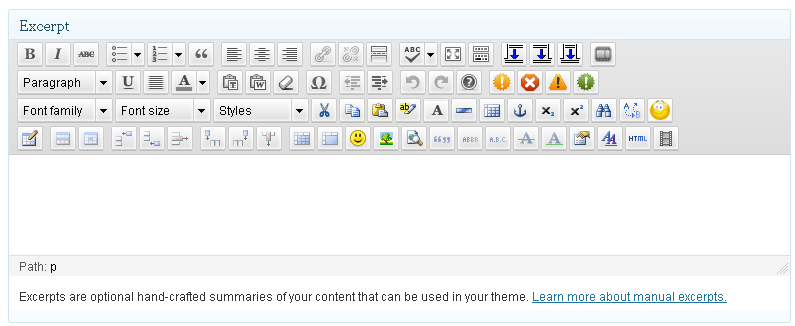 Excerpt
B I ABC ABC
Paragraph U A T W Ω ?
Font family Font size Styles A x₂ x² A B
“” ABBR A.B.C. A A A HTML
Path: p
Excerpts are optional hand-crafted summaries of your content that can be used in your theme. Learn more about manual excerpts.